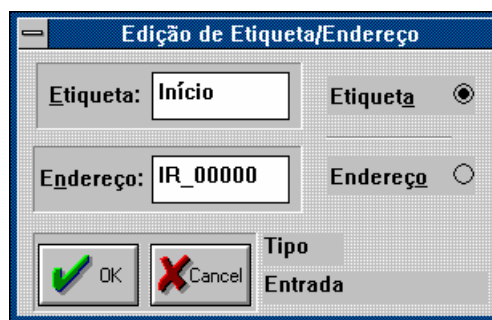 Edição de Etiqueta/Endereço
Etiqueta: Início Etiqueta
Endereço: IR_00000 Endereço
OK Cancel Tipo
Entrada